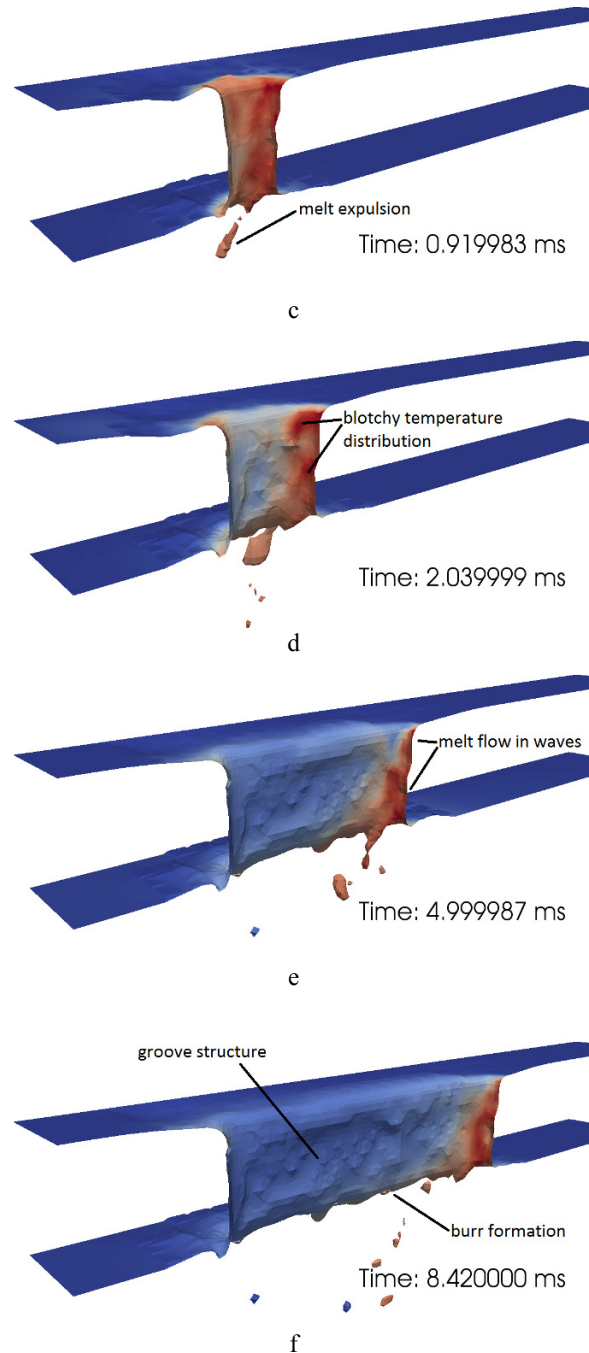 melt expulsion
Time: 0.919983 ms
c
blotchy temperature
distribution
Time: 2.039999 ms
d
melt flow in waves
Time: 4.999987 ms
e
groove structure
burr formation
Time: 8.420000 ms
f